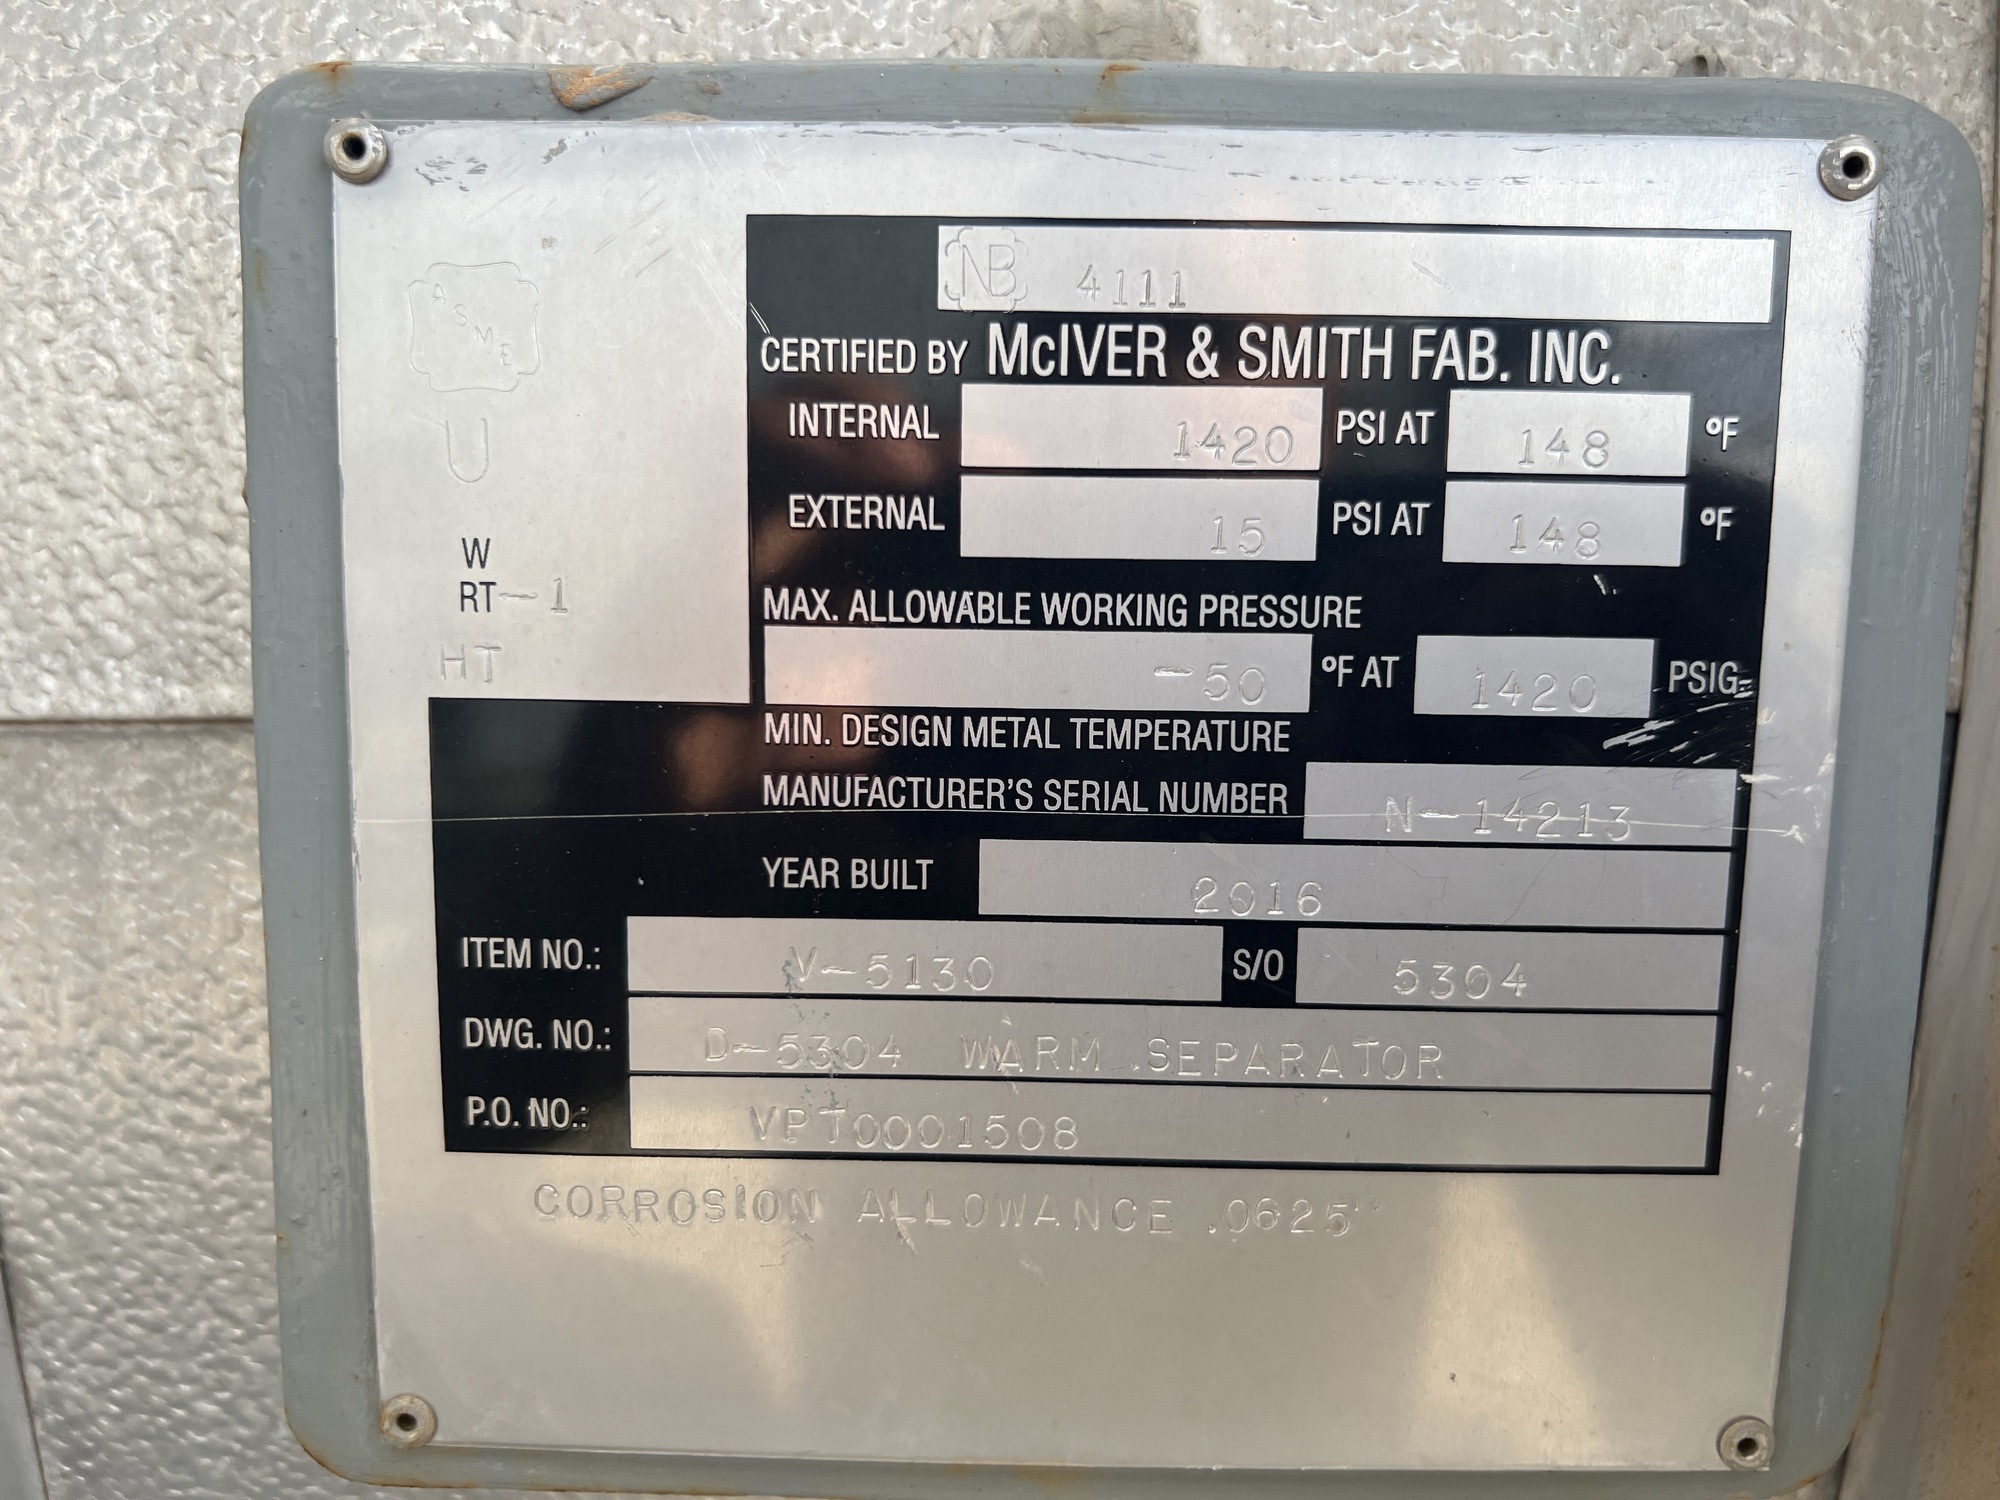 ASME
U
W
RT-1
HT
NB 4111
CERTIFIED BY McIVER & SMITH FAB. INC.
INTERNAL 1420 PSI AT 148 °F
EXTERNAL 15 PSI AT 148 °F
MAX. ALLOWABLE WORKING PRESSURE
-50 °F AT 1420 PSIG
MIN. DESIGN METAL TEMPERATURE
MANUFACTURER'S SERIAL NUMBER N-14213
YEAR BUILT 2016
ITEM NO.: V-5130 S/O 5304
DWG. NO.: D-5304 WARM SEPARATOR
P.O. NO.: VPT0001508
CORROSION ALLOWANCE .0625"